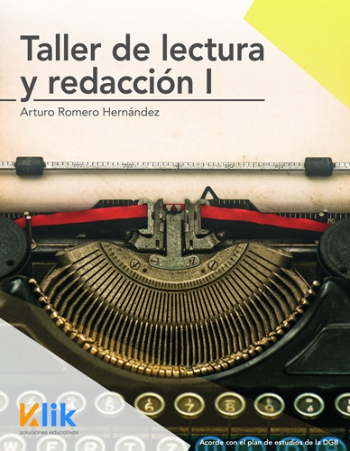 Taller de lectura
y redacción I
Arturo Romero Hernández
klik
soluciones educativas
Acorde con el plan de estudios de la DGB